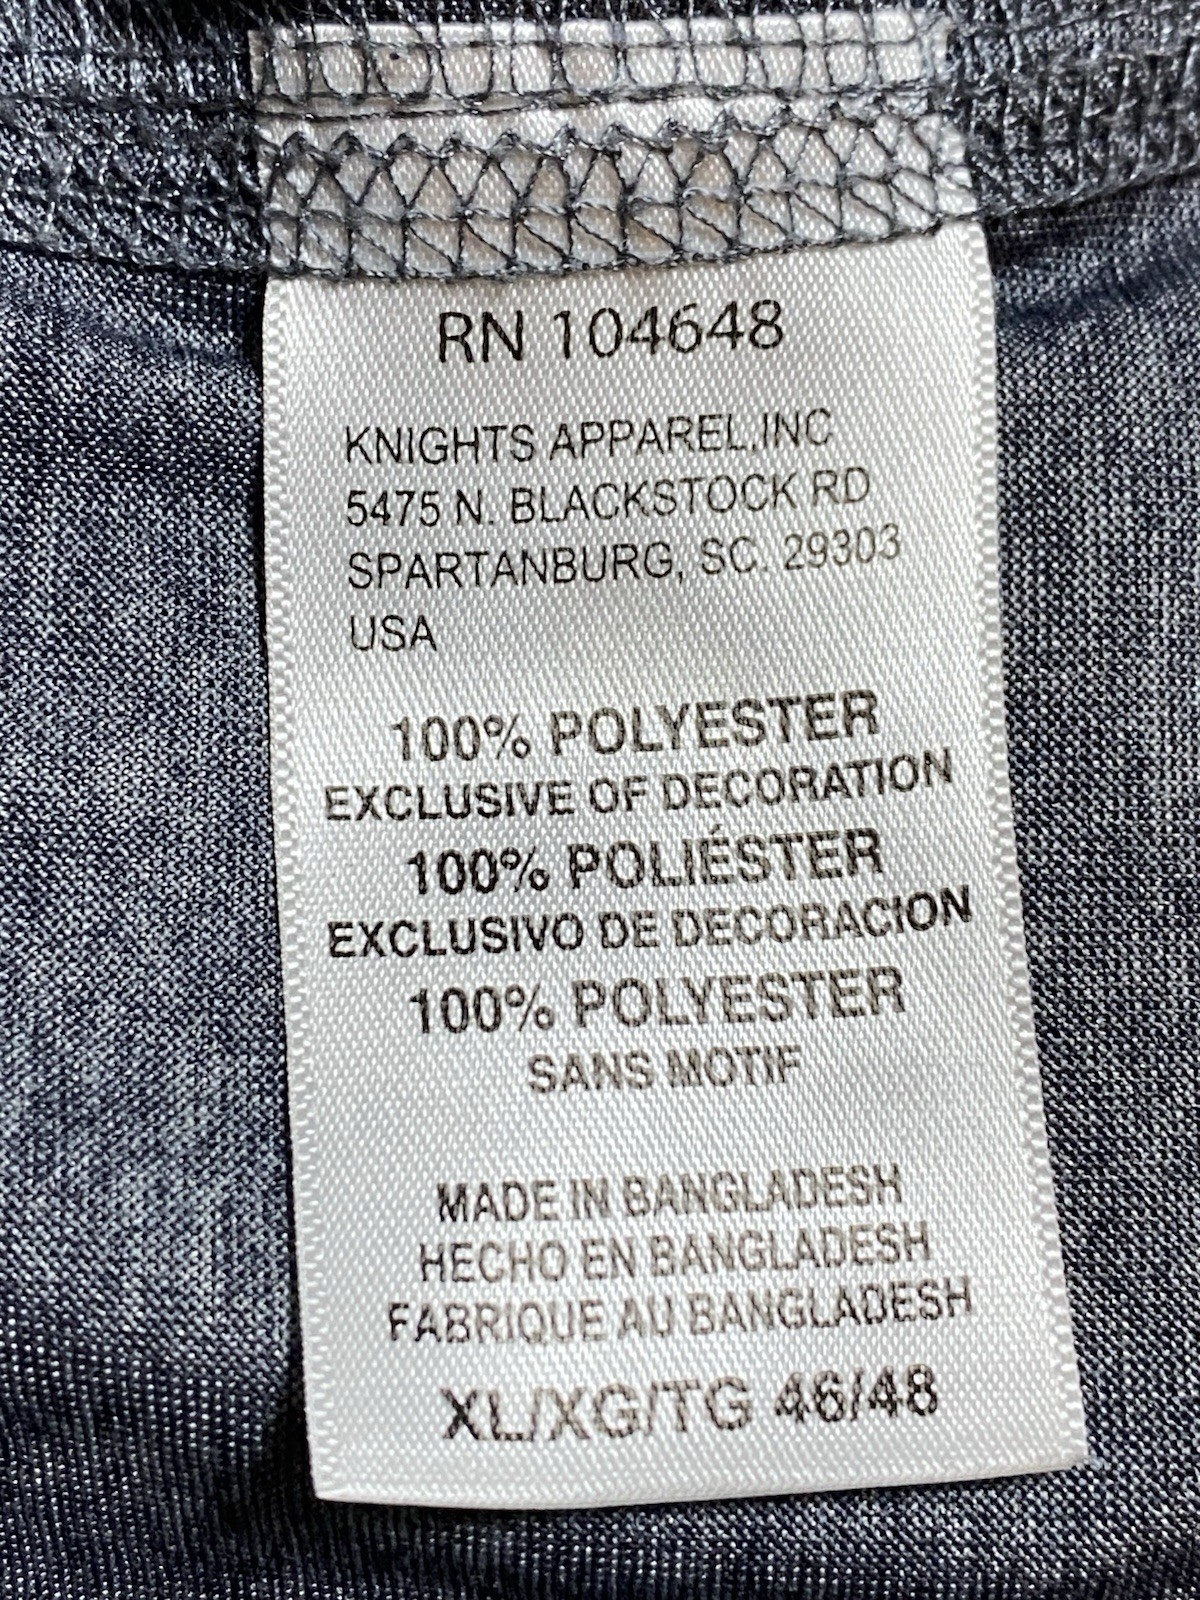 RN 104648
KNIGHTS APPAREL,INC
5475 N. BLACKSTOCK RD
SPARTANBURG, SC. 29303
USA
100% POLYESTER
EXCLUSIVE OF DECORATION
100% POLIÉSTER
EXCLUSIVO DE DECORACION
100% POLYESTER
SANS MOTIF
MADE IN BANGLADESH
HECHO EN BANGLADESH
FABRIQUE AU BANGLADESH
XL/XG/TG 46/48